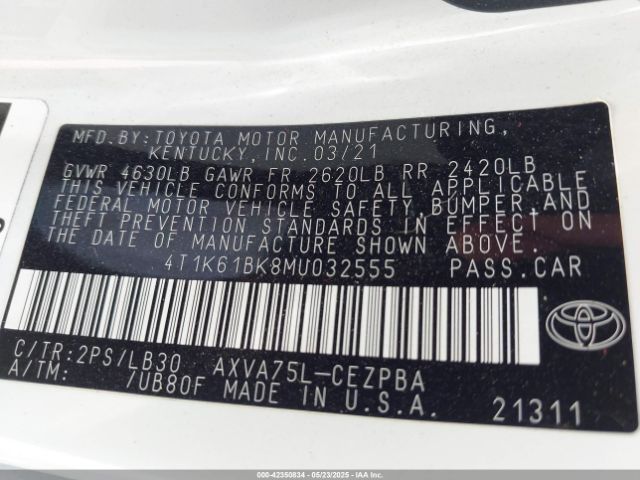 MFD.BY:TOYOTA MOTOR MANUFACTURING,
KENTUCKY,INC.03/21
GVWR 4630LB GAWR FR 2620LB RR 2420LB
THIS VEHICLE CONFORMS TO ALL APPLICABLE
FEDERAL MOTOR VEHICLE SAFETY,BUMPER,AND
THEFT PREVENTION STANDARDS IN EFFECT ON
THE DATE OF MANUFACTURE SHOWN ABOVE.
4T1K61BK8MU032555 PASS.CAR
C/TR:2PS/LB30 AXVA75L-CEZPBA
A/TM: /UB80F MADE IN U.S.A. 21311
000-42350834 - 05/23/2025 - IAAI.COM